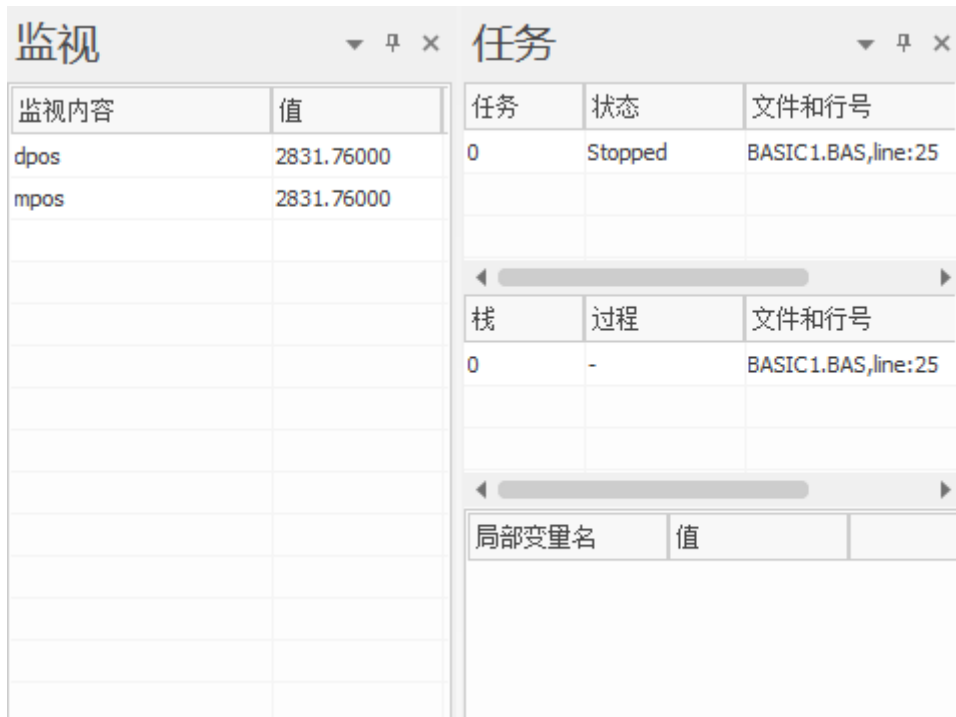 监视
监视内容 值
dpos 2831.76000
mpos 2831.76000
任务
任务 状态 文件和行号
0 Stopped BASIC1.BAS,line:25
栈 过程 文件和行号
0 - BASIC1.BAS,line:25
局部变量名 值